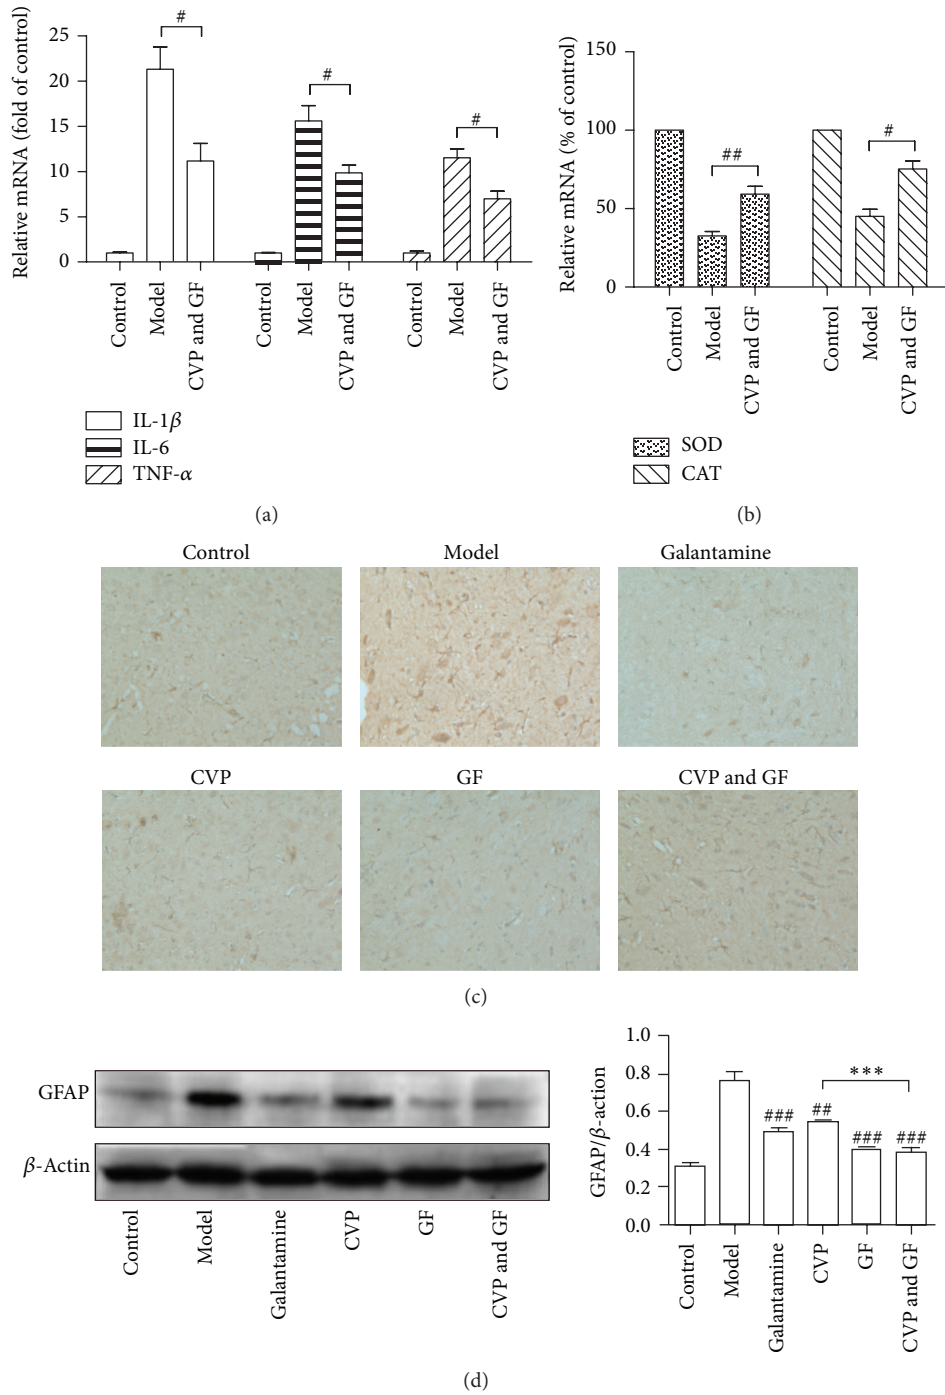 Relative mRNA (fold of control)
25
20
15
10
5
0
#
#
#
Control
Model
CVP and GF
Control
Model
CVP and GF
Control
Model
CVP and GF
IL-1β
IL-6
TNF-α
(a)
Relative mRNA (% of control)
150
100
50
0
##
#
Control
Model
CVP and GF
Control
Model
CVP and GF
SOD
CAT
(b)
Control Model Galantamine
CVP GF CVP and GF
(c)
GFAP
β-Actin
Control
Model
Galantamine
CVP
GF
CVP and GF
GFAP/β-action
1.0
0.8
0.6
0.4
0.2
0.0
***
###
##
###
###
Control
Model
Galantamine
CVP
GF
CVP and GF
(d)